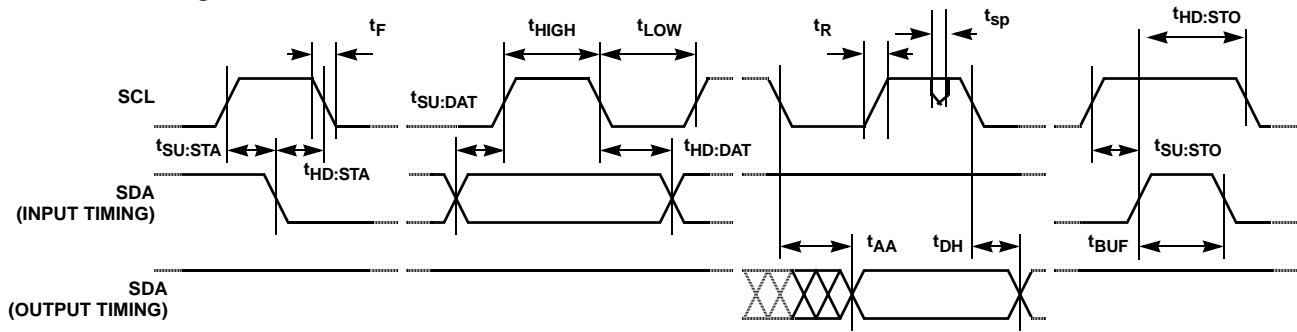 tF
tHIGH
tLOW
tR
tsp
tHD:STO
SCL
tSU:DAT
tSU:STA
tHD:STA
tHD:DAT
tSU:STO
SDA
(INPUT TIMING)
tAA
tDH
tBUF
SDA
(OUTPUT TIMING)